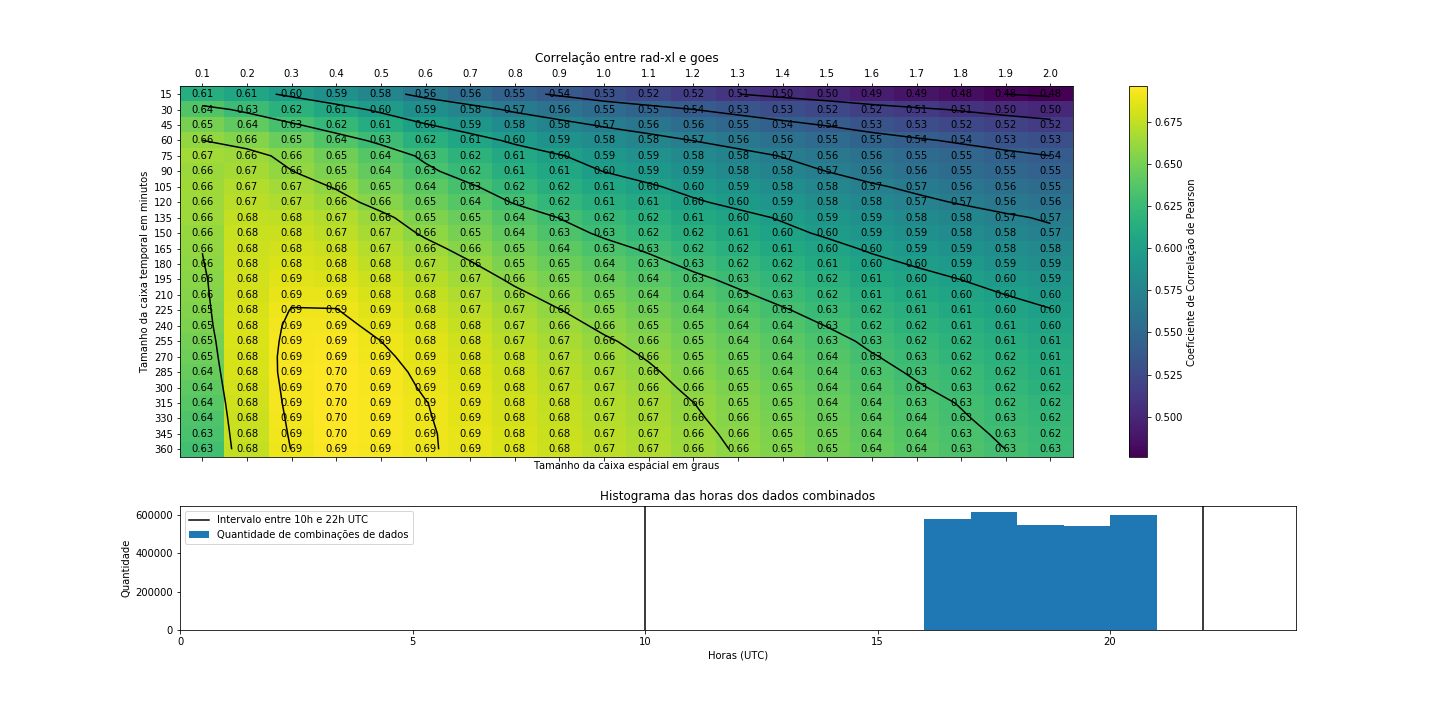 Correlação entre rad-xl e goes
0.1 0.2 0.3 0.4 0.5 0.6 0.7 0.8 0.9 1.0 1.1 1.2 1.3 1.4 1.5 1.6 1.7 1.8 1.9 2.0
15 0.61 0.61 0.60 0.59 0.58 0.56 0.56 0.55 0.54 0.53 0.52 0.52 0.51 0.50 0.50 0.49 0.49 0.48 0.48 0.48
30 0.64 0.63 0.62 0.61 0.60 0.59 0.58 0.57 0.56 0.55 0.55 0.54 0.53 0.53 0.52 0.52 0.51 0.51 0.50 0.50
45 0.65 0.64 0.63 0.62 0.61 0.60 0.59 0.58 0.58 0.57 0.56 0.56 0.55 0.54 0.54 0.53 0.53 0.52 0.52 0.52
60 0.66 0.66 0.65 0.64 0.63 0.62 0.61 0.60 0.59 0.58 0.58 0.57 0.56 0.56 0.55 0.55 0.54 0.54 0.53 0.53
75 0.67 0.66 0.66 0.65 0.64 0.63 0.62 0.61 0.60 0.59 0.59 0.58 0.58 0.57 0.56 0.56 0.55 0.55 0.54 0.54
90 0.66 0.67 0.66 0.65 0.64 0.63 0.62 0.61 0.61 0.60 0.59 0.59 0.58 0.58 0.57 0.56 0.56 0.55 0.55 0.55
105 0.66 0.67 0.67 0.66 0.65 0.64 0.63 0.62 0.62 0.61 0.60 0.60 0.59 0.58 0.58 0.57 0.57 0.56 0.56 0.55
120 0.66 0.67 0.67 0.66 0.66 0.65 0.64 0.63 0.62 0.61 0.61 0.60 0.60 0.59 0.58 0.58 0.57 0.57 0.56 0.56
135 0.66 0.68 0.68 0.67 0.66 0.65 0.65 0.64 0.63 0.62 0.62 0.61 0.60 0.60 0.59 0.59 0.58 0.58 0.57 0.57
150 0.66 0.68 0.68 0.67 0.67 0.66 0.65 0.64 0.63 0.63 0.62 0.62 0.61 0.60 0.60 0.59 0.59 0.58 0.58 0.57
165 0.66 0.68 0.68 0.68 0.67 0.66 0.66 0.65 0.64 0.63 0.63 0.62 0.62 0.61 0.60 0.60 0.59 0.59 0.58 0.58
180 0.66 0.68 0.69 0.68 0.68 0.67 0.66 0.65 0.65 0.64 0.63 0.63 0.62 0.62 0.61 0.60 0.60 0.59 0.59 0.59
195 0.66 0.68 0.69 0.68 0.68 0.67 0.67 0.66 0.65 0.64 0.64 0.63 0.63 0.62 0.62 0.61 0.60 0.60 0.60 0.59
210 0.66 0.68 0.69 0.69 0.68 0.68 0.67 0.66 0.66 0.65 0.64 0.64 0.63 0.63 0.62 0.61 0.61 0.60 0.60 0.60
225 0.65 0.68 0.69 0.69 0.68 0.68 0.67 0.67 0.66 0.65 0.65 0.64 0.64 0.63 0.63 0.62 0.61 0.61 0.60 0.60
240 0.65 0.68 0.69 0.69 0.69 0.68 0.68 0.67 0.66 0.66 0.65 0.65 0.64 0.64 0.63 0.62 0.62 0.61 0.61 0.60
255 0.65 0.68 0.69 0.69 0.69 0.68 0.68 0.67 0.67 0.66 0.66 0.65 0.64 0.64 0.63 0.63 0.62 0.62 0.61 0.61
270 0.65 0.68 0.69 0.69 0.69 0.68 0.68 0.68 0.67 0.66 0.66 0.65 0.65 0.64 0.64 0.63 0.63 0.62 0.62 0.61
285 0.64 0.68 0.69 0.70 0.69 0.69 0.68 0.68 0.67 0.67 0.66 0.66 0.65 0.64 0.64 0.63 0.63 0.62 0.62 0.61
300 0.64 0.68 0.69 0.70 0.69 0.69 0.68 0.68 0.67 0.67 0.66 0.66 0.65 0.65 0.64 0.64 0.63 0.63 0.62 0.62
315 0.64 0.68 0.69 0.70 0.69 0.69 0.69 0.68 0.68 0.67 0.67 0.66 0.65 0.65 0.64 0.64 0.63 0.63 0.62 0.62
330 0.64 0.68 0.69 0.70 0.69 0.69 0.69 0.68 0.68 0.67 0.67 0.66 0.66 0.65 0.65 0.64 0.64 0.63 0.63 0.62
345 0.63 0.68 0.69 0.70 0.69 0.69 0.69 0.68 0.68 0.67 0.67 0.66 0.66 0.65 0.65 0.64 0.64 0.63 0.63 0.62
360 0.63 0.68 0.69 0.69 0.69 0.69 0.69 0.68 0.68 0.67 0.67 0.66 0.66 0.65 0.65 0.64 0.64 0.63 0.63 0.63
Tamanho da caixa temporal em minutos
Tamanho da caixa espacial em graus
0.675
0.650
0.625
0.600
0.575
0.550
0.525
0.500
Coeficiente de Correlação de Pearson
Histograma das horas dos dados combinados
Intervalo entre 10h e 22h UTC
Quantidade de combinações de dados
600000
400000
200000
0
Quantidade
0 5 10 15 20
Horas (UTC)